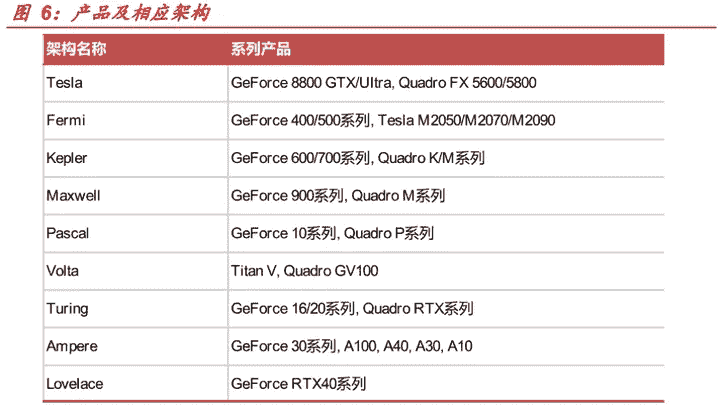 图 6：产品及相应架构
架构名称 系列产品
Tesla GeForce 8800 GTX/Ultra, Quadro FX 5600/5800
Fermi GeForce 400/500系列, Tesla M2050/M2070/M2090
Kepler GeForce 600/700系列, Quadro K/M系列
Maxwell GeForce 900系列, Quadro M系列
Pascal GeForce 10系列, Quadro P系列
Volta Titan V, Quadro GV100
Turing GeForce 16/20系列, Quadro RTX系列
Ampere GeForce 30系列, A100, A40, A30, A10
Lovelace GeForce RTX40系列